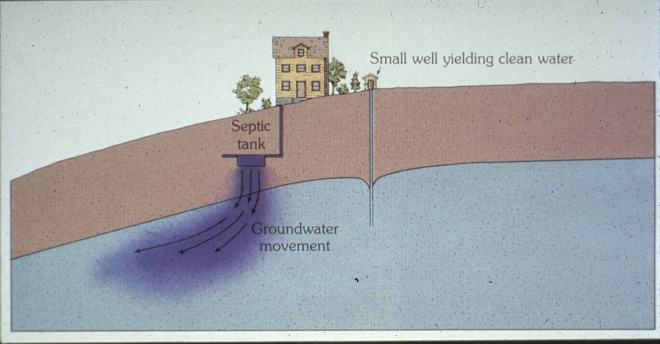 Small well yielding clean water
Septic
tank
Groundwater
movement